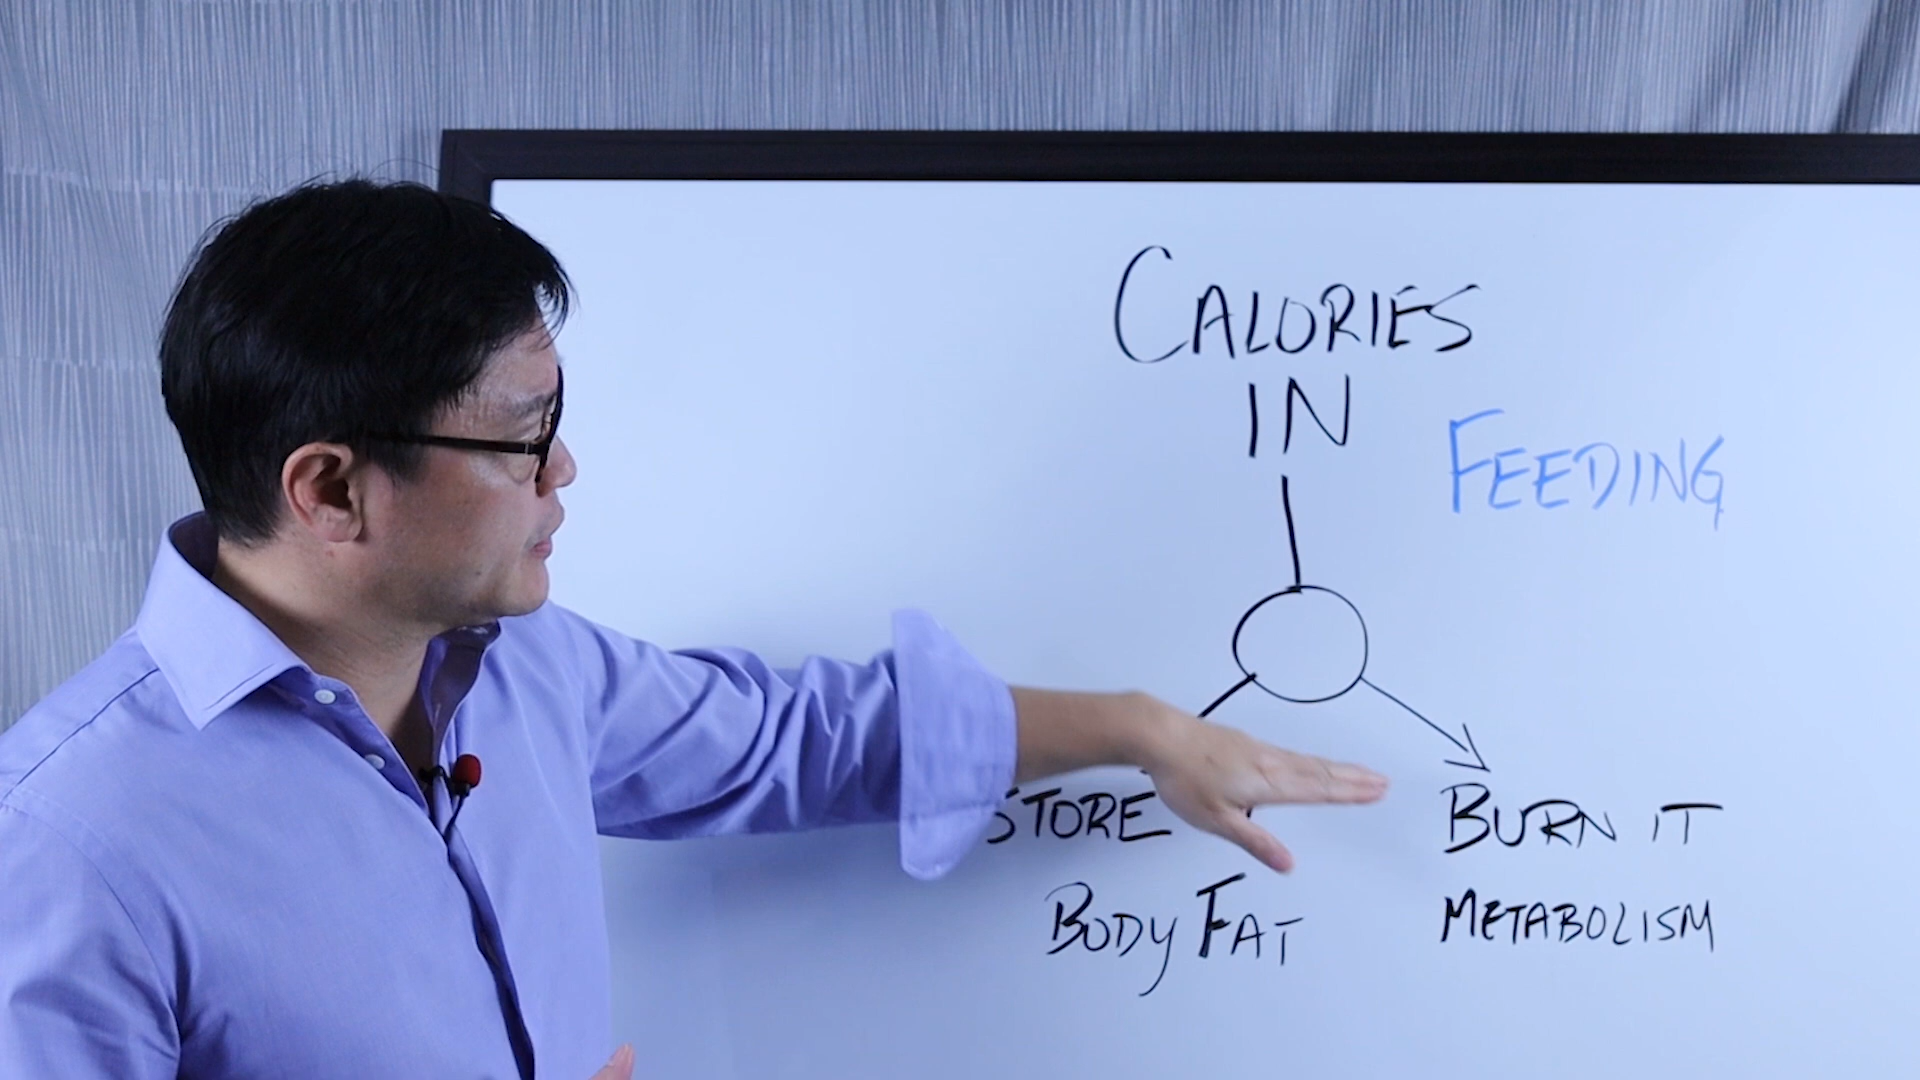 CALORIES
IN
FEEDING
STORE
BURN IT
BODY FAT
METABOLISM